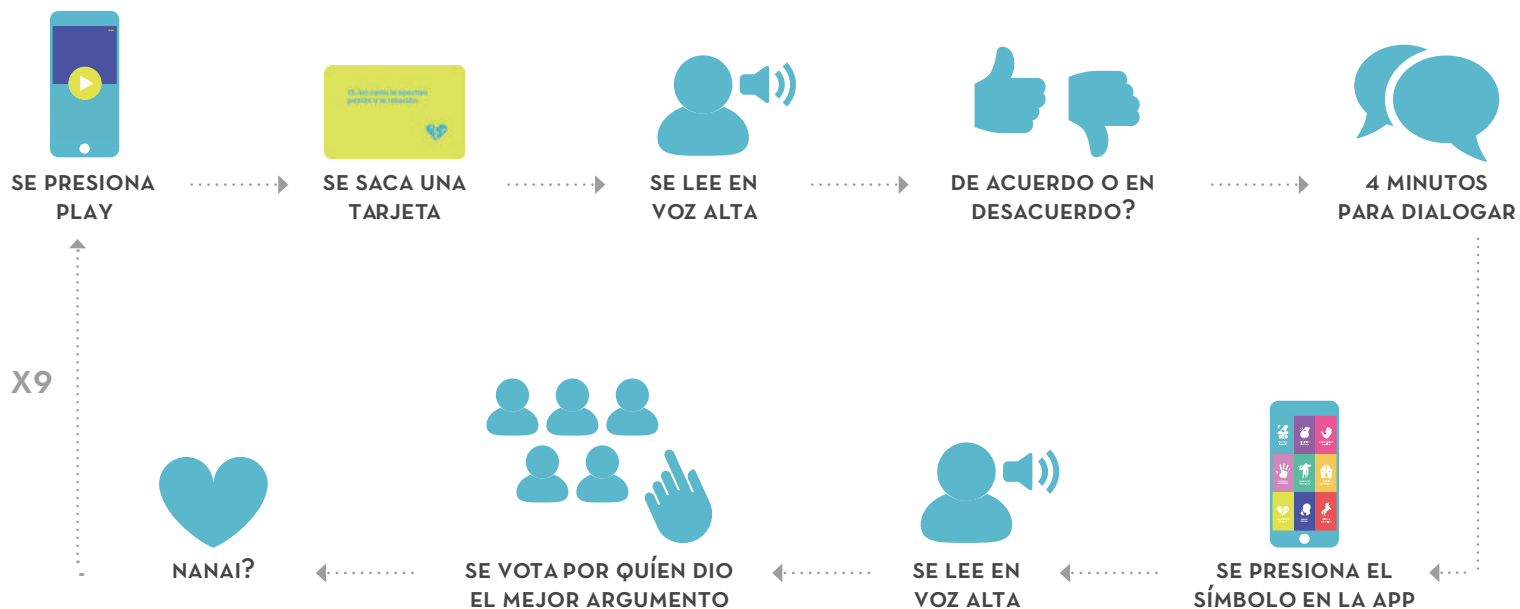 SE PRESIONA
PLAY
SE SACA UNA
TARJETA
SE LEE EN
VOZ ALTA
DE ACUERDO O EN
DESACUERDO?
4 MINUTOS
PARA DIALOGAR
X9
NANAI?
SE VOTA POR QUÍEN DIO
EL MEJOR ARGUMENTO
SE LEE EN
VOZ ALTA
SE PRESIONA EL
SÍMBOLO EN LA APP